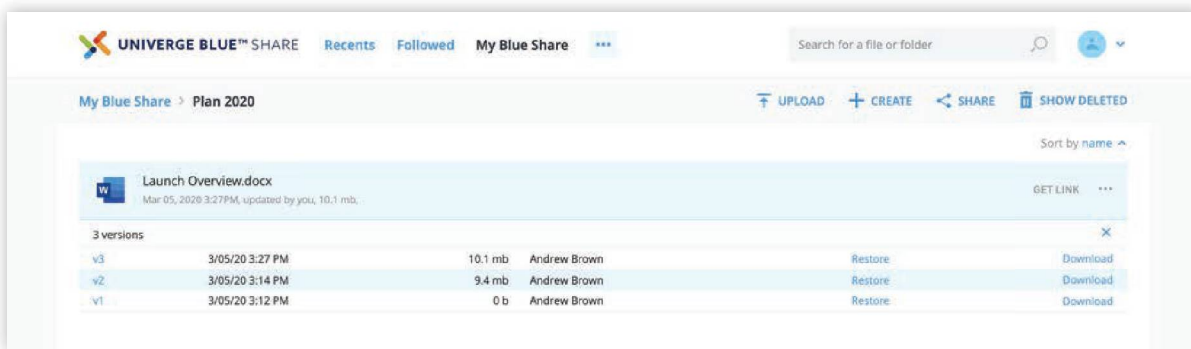 UNIVERGE BLUE™ SHARE Recents Followed My Blue Share ••• Search for a file or folder
My Blue Share > Plan 2020 UPLOAD CREATE SHARE SHOW DELETED
Sort by name
W Launch Overview.docx GET LINK •••
Mar 05, 2020 3:27PM, updated by you, 10.1 mb,
3 versions
v3 3/05/20 3:27 PM 10.1 mb Andrew Brown Restore Download
v2 3/05/20 3:14 PM 9.4 mb Andrew Brown Restore Download
v1 3/05/20 3:12 PM 0 b Andrew Brown Restore Download